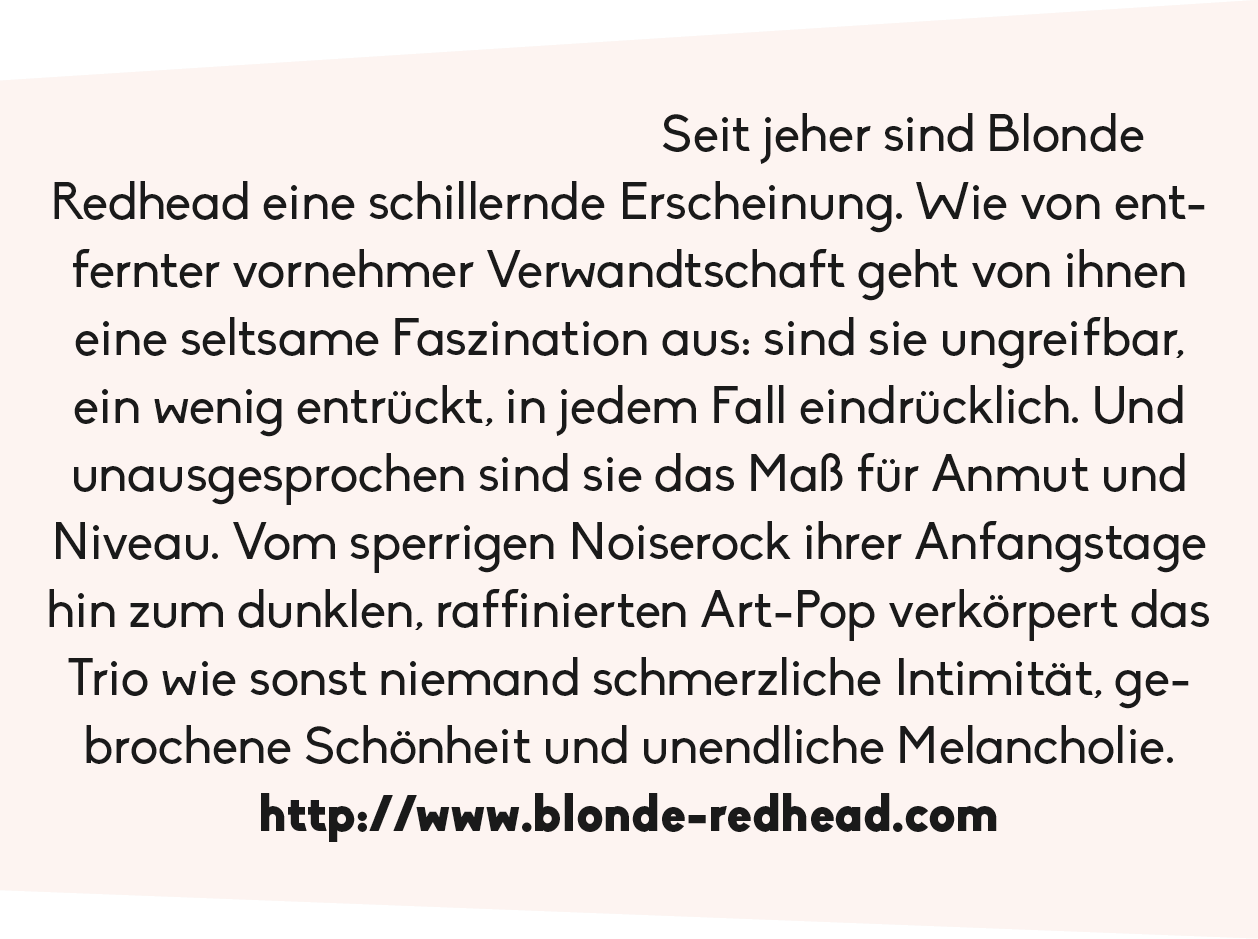 Seit jeher sind Blonde
Redhead eine schillernde Erscheinung. Wie von ent-
fernter vornehmer Verwandtschaft geht von ihnen
eine seltsame Faszination aus: sind sie ungreifbar,
ein wenig entrückt, in jedem Fall eindrücklich. Und
unausgesprochen sind sie das Maß für Anmut und
Niveau. Vom sperrigen Noiserock ihrer Anfangstage
hin zum dunklen, raffinierten Art-Pop verkörpert das
Trio wie sonst niemand schmerzliche Intimität, ge-
brochene Schönheit und unendliche Melancholie.
http://www.blonde-redhead.com